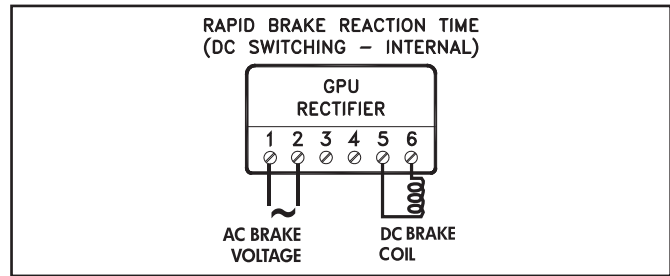 RAPID BRAKE REACTION TIME
(DC SWITCHING – INTERNAL)
GPU
RECTIFIER
1 2 3 4 5 6
~
AC BRAKE
VOLTAGE
DC BRAKE
COIL